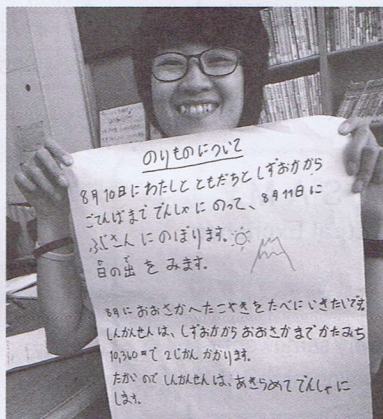 のりものについて
8月10日にわたしとともだちとしずおかから
ごてんばまででんしゃにのって、8月11日に
ふじさんにのぼります。
日の出をみます。
8月におおさかへたこやきをたべにいきたいです。
しんかんせんは、しずおかからおおさかまでかたみち
10,360円で2じかんかかります。
たかいのでしんかんせんは、あきらめてでんしゃに
します。